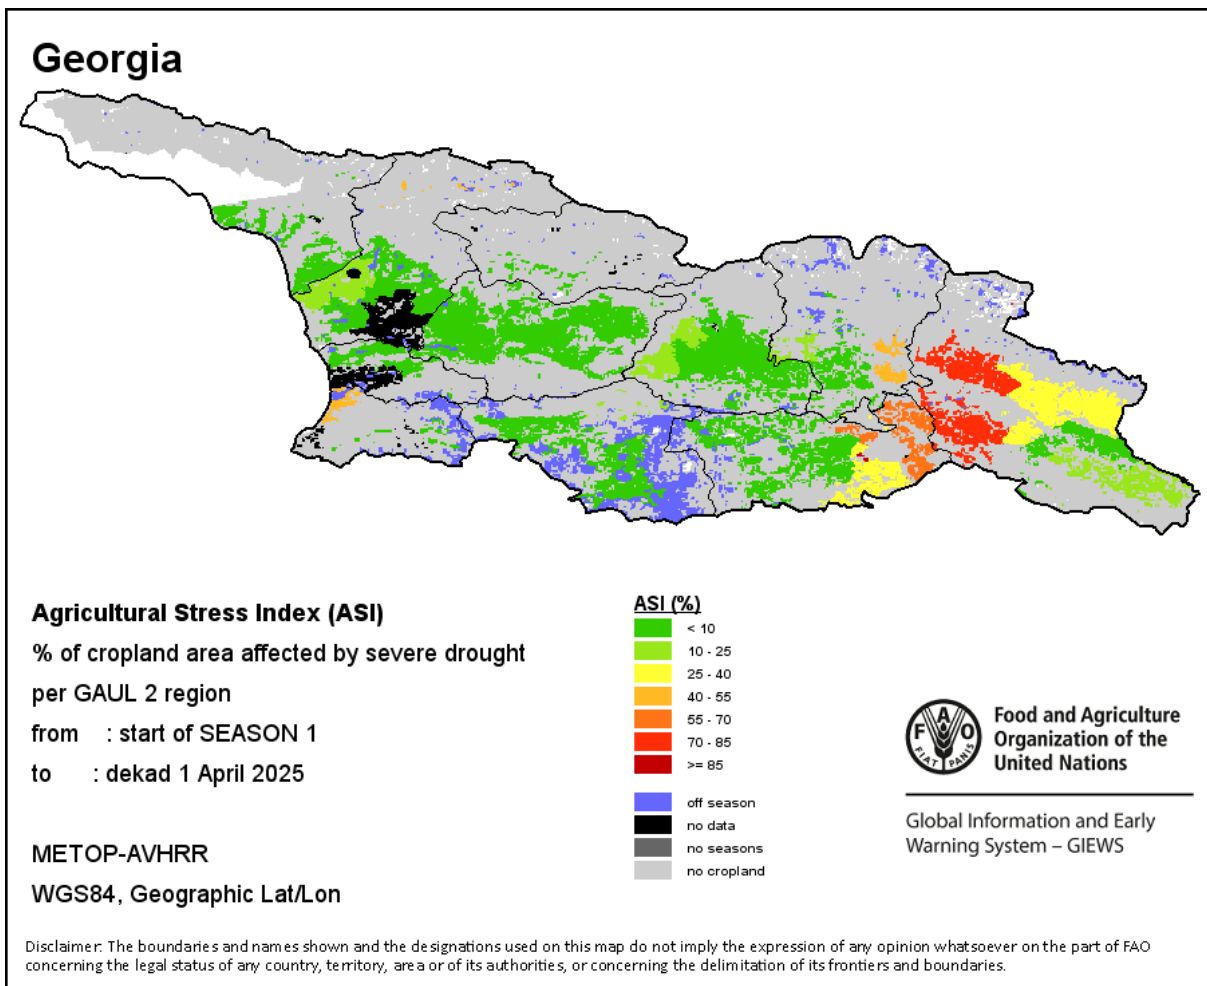 Georgia
Agricultural Stress Index (ASI)
% of cropland area affected by severe drought
per GAUL 2 region
from : start of SEASON 1
to : dekad 1 April 2025
METOP-AVHRR
WGS84, Geographic Lat/Lon
ASI (%)
< 10
10 - 25
25 - 40
40 - 55
55 - 70
70 - 85
>= 85
off season
no data
no seasons
no cropland
F A O
FIAT PANIS
Food and Agriculture
Organization of the
United Nations
Global Information and Early
Warning System – GIEWS
Disclaimer: The boundaries and names shown and the designations used on this map do not imply the expression of any opinion whatsoever on the part of FAO
concerning the legal status of any country, territory, area or of its authorities, or concerning the delimitation of its frontiers and boundaries.